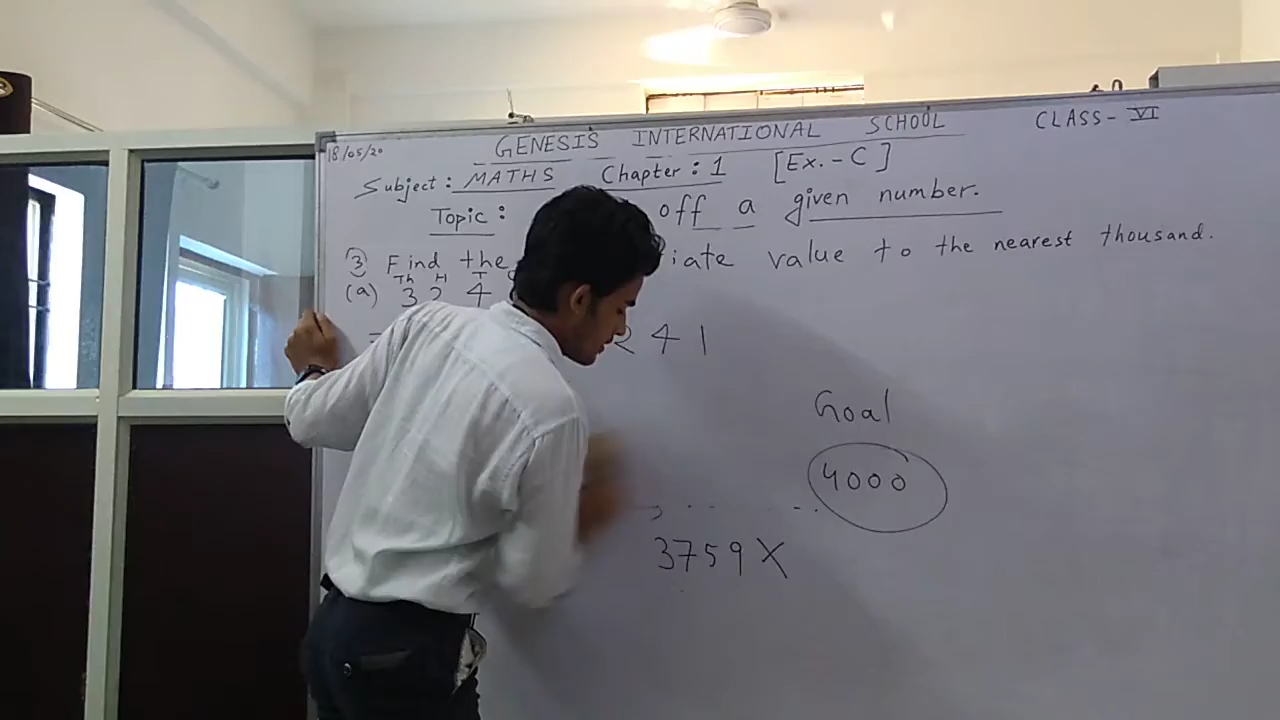 18/05/20
GENESIS INTERNATIONAL SCHOOL CLASS- VI
Subject: MATHS Chapter: 1 [Ex.-C]
Topic: off a given number.
③ Find the iate value to the nearest thousand.
Th H T
(a) 3 2 4
2 4 1
Goal
4000
3759 X